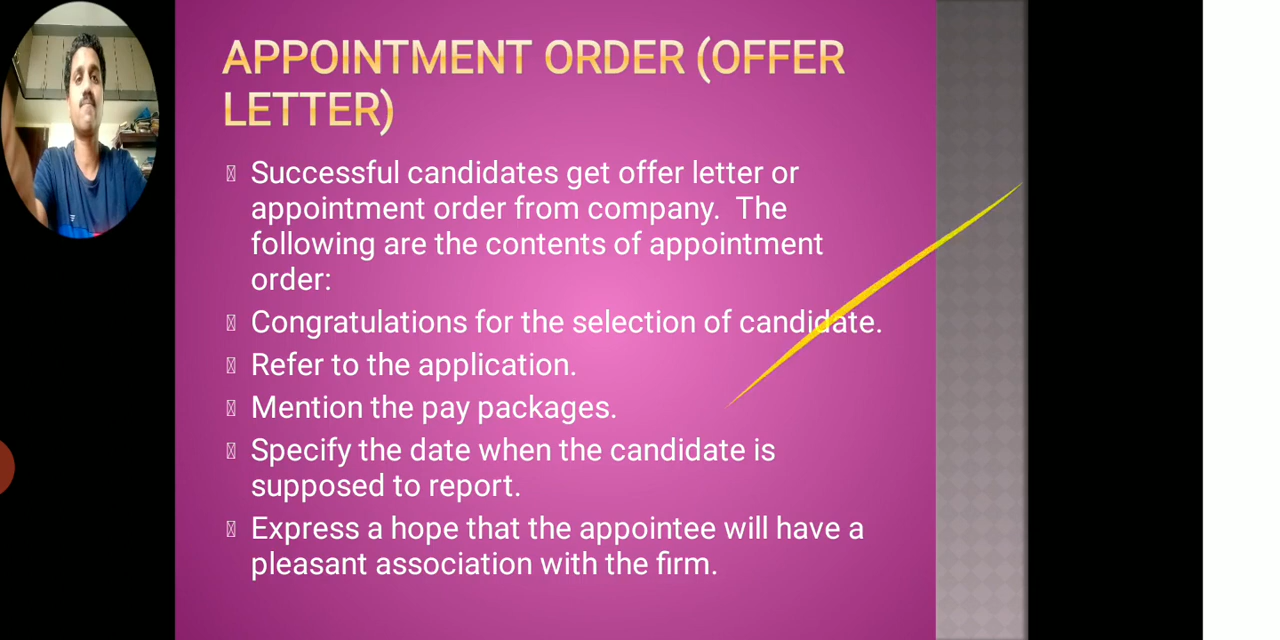 APPOINTMENT ORDER (OFFER
LETTER)
Successful candidates get offer letter or
appointment order from company. The
following are the contents of appointment
order:
Congratulations for the selection of candidate.
Refer to the application.
Mention the pay packages.
Specify the date when the candidate is
supposed to report.
Express a hope that the appointee will have a
pleasant association with the firm.